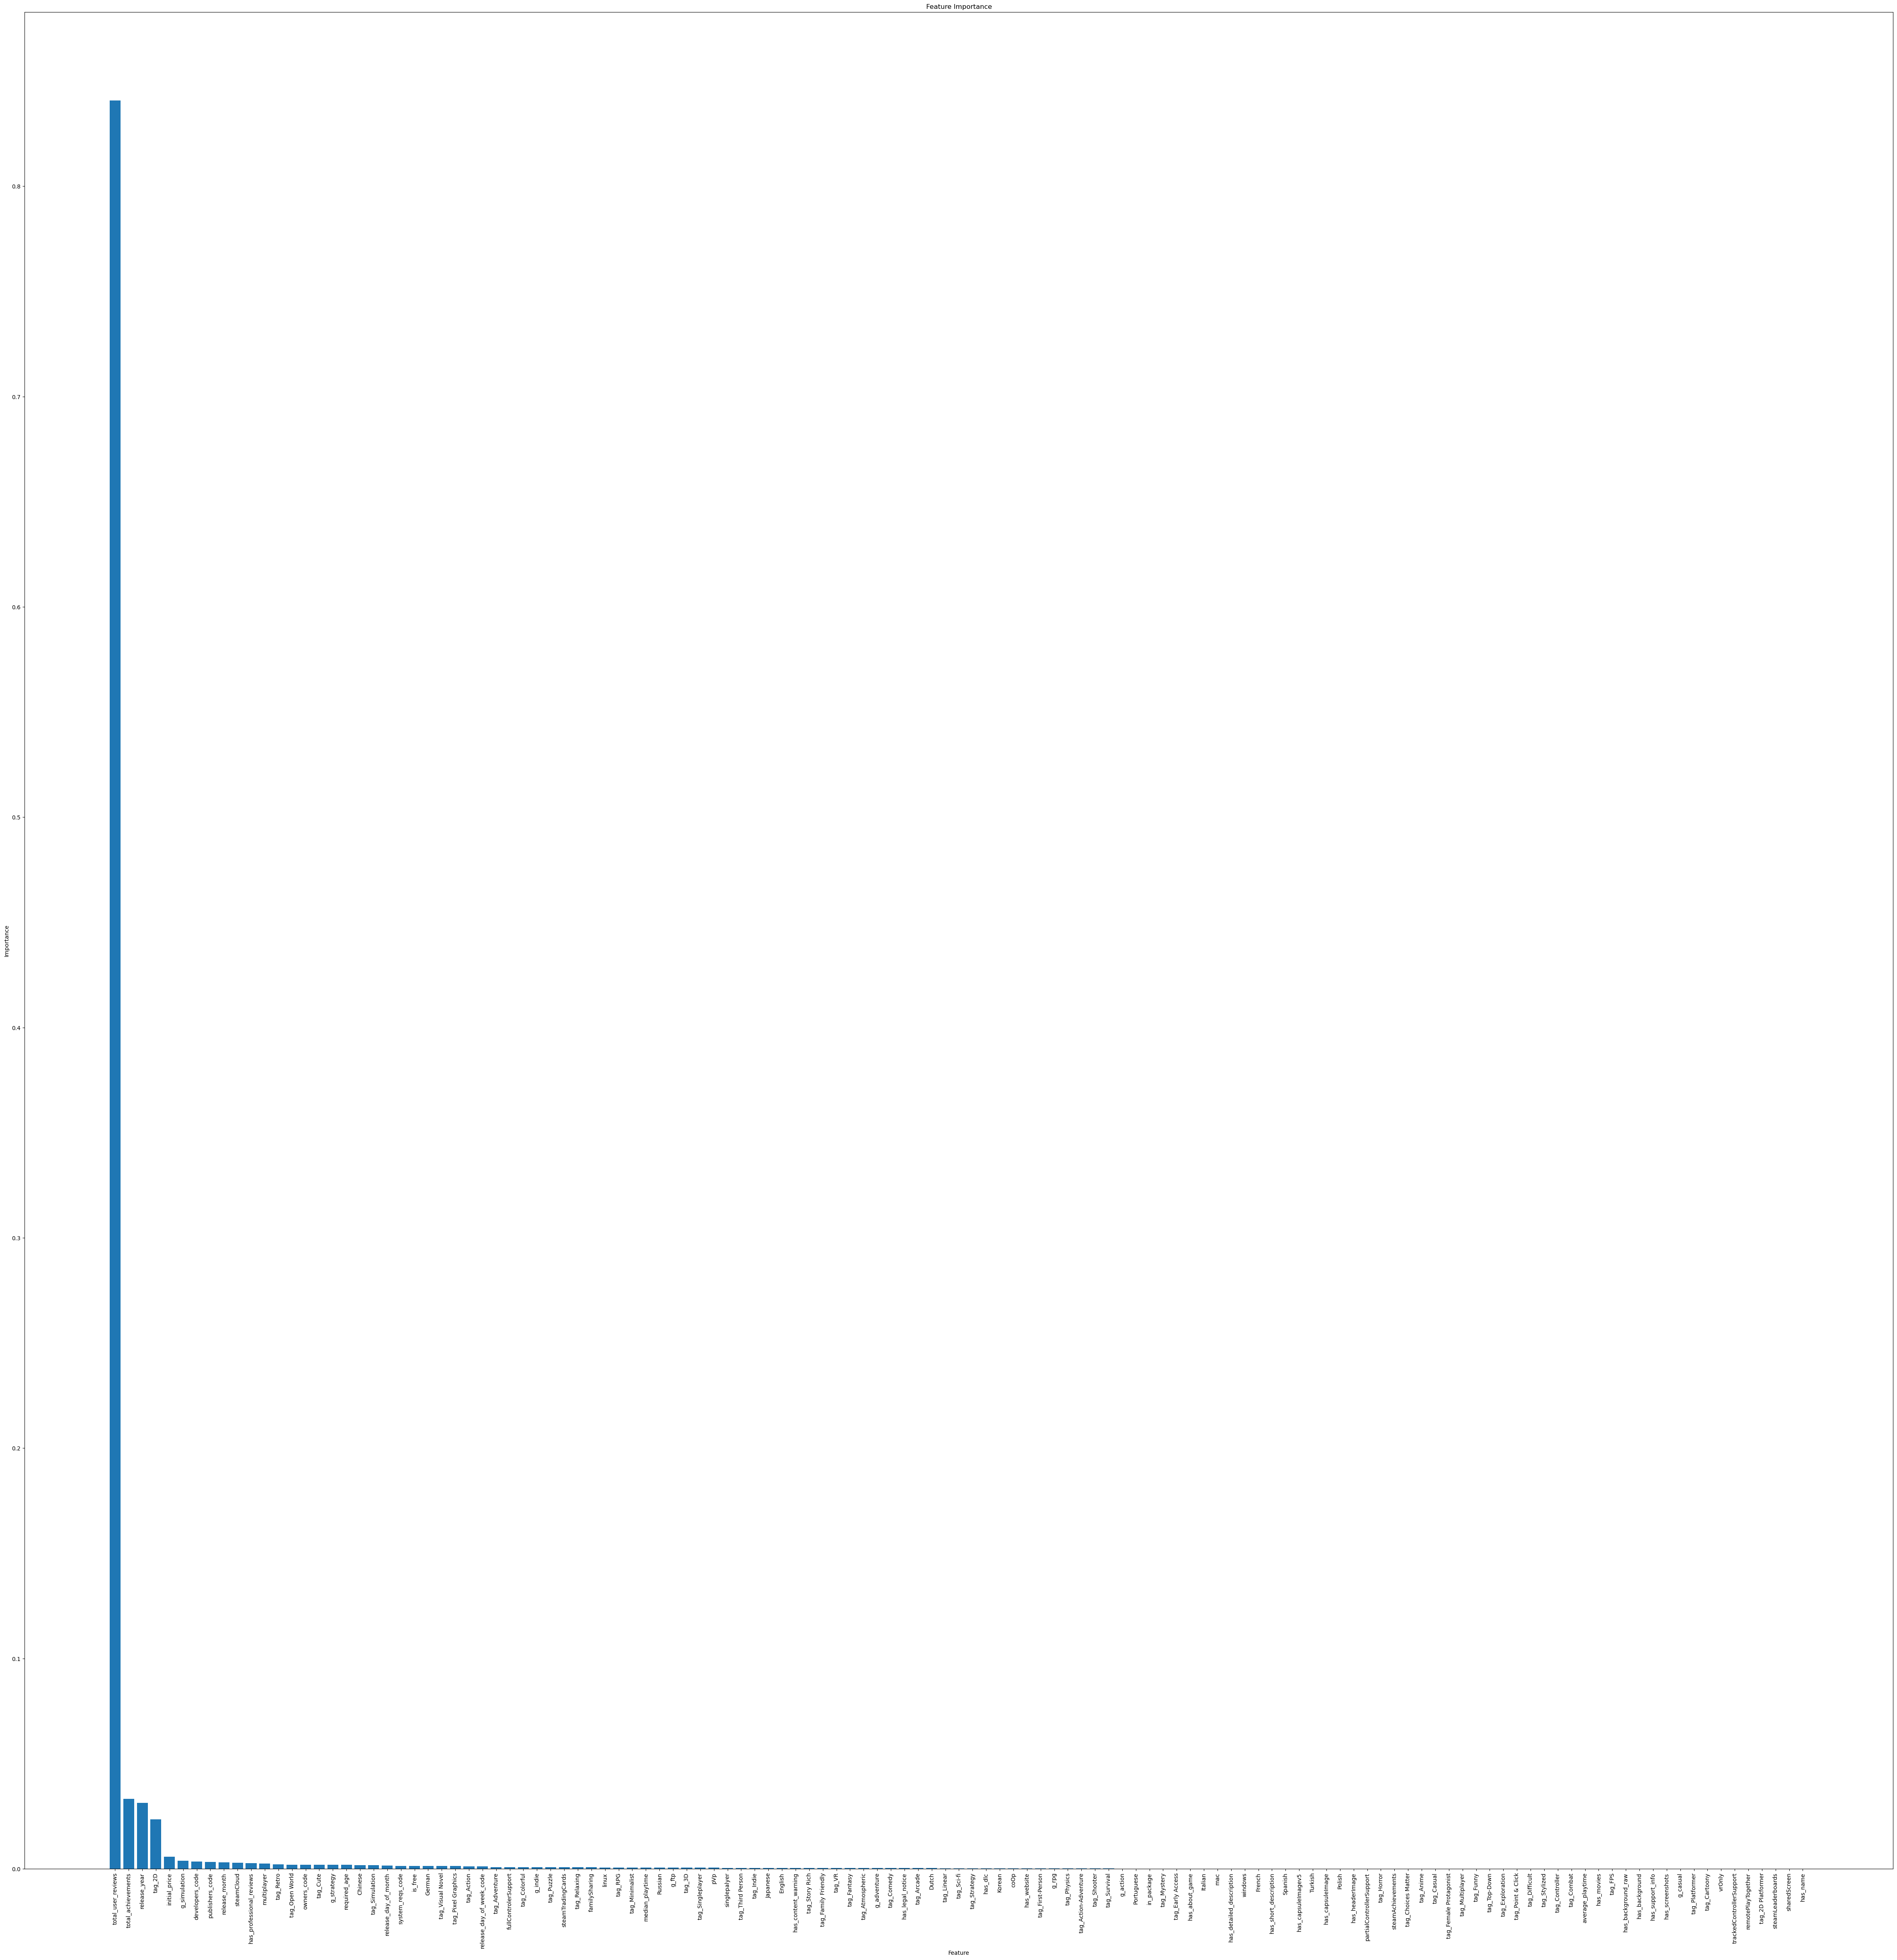 Feature Importance
0.8
0.7
0.6
0.5
0.4
0.3
0.2
0.1
0.0
Importance
total_user_reviews
total_achievements
release_year
tag_2D
initial_price
g_simulation
developers_code
publishers_code
release_month
steamCloud
has_professional_reviews
multiplayer
tag_Retro
tag_Open World
owners_code
tag_Cute
g_strategy
required_age
Chinese
tag_Simulation
release_day_of_month
system_reqs_code
is_free
German
tag_Visual Novel
tag_Pixel Graphics
tag_Action
release_day_of_week_code
tag_Adventure
fullControlerSupport
tag_Colorful
g_indie
tag_Puzzle
steamTradingCards
tag_Relaxing
familySharing
linux
tag_RPG
tag_Minimalist
median_playtime
Russian
g_ftp
tag_3D
tag_Singleplayer
pvp
singlepalyer
tag_Third Person
tag_Indie
Japenese
English
has_content_warning
tag_Story Rich
tag_Family Friendly
tag_VR
tag_Fantasy
tag_Atmospheric
g_adventure
tag_Comedy
has_legal_notice
tag_Arcade
Dutch
tag_Linear
tag_Sci-fi
tag_Strategy
has_dlc
Korean
coOp
has_website
tag_First-Person
g_rpg
tag_Physics
tag_Action-Adventure
tag_Shooter
tag_Survival
g_action
Portuguese
in_package
tag_Mystery
tag_Early Access
has_about_game
Italian
mac
has_detailed_description
windows
French
has_short_description
Spanish
has_capsuleImagev5
Turkish
has_capsuleImage
Polish
has_headerImage
partialControlerSupport
tag_Horror
steamAchievements
tag_Choices Matter
tag_Anime
tag_Casual
tag_Female Protagonist
tag_Multiplayer
tag_Funny
tag_Top-Down
tag_Exploration
tag_Point & Click
tag_Difficult
tag_Stylized
tag_Controller
tag_Combat
average_playtime
has_movies
tag_FPS
has_background_raw
has_background
has_support_info
has_screenshots
g_casual
tag_Platformer
tag_Cartoony
vrOnly
trackedControllerSupport
remotePlayTogether
tag_2D Platformer
steamLeaderboards
sharedScreen
has_name
Feature